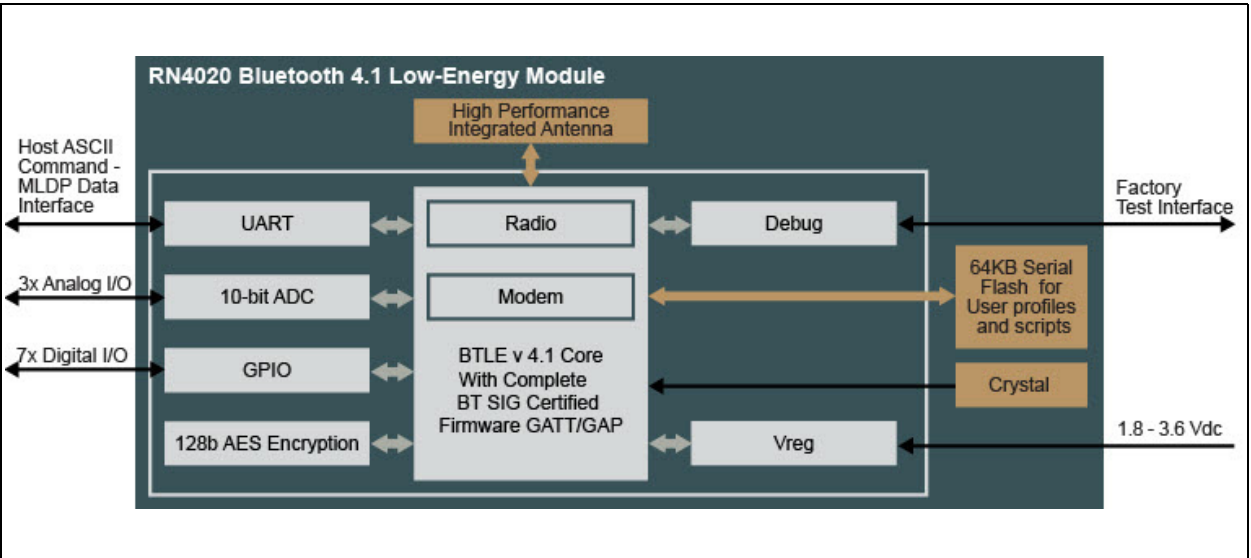 RN4020 Bluetooth 4.1 Low-Energy Module
High Performance
Integrated Antenna
Host ASCII
Command -
MLDP Data
Interface
UART
Radio
Debug
Factory
Test Interface
3x Analog I/O
10-bit ADC
Modem
64KB Serial
Flash for
User profiles
and scripts
7x Digital I/O
GPIO
BTLE v 4.1 Core
With Complete
BT SIG Certified
Firmware GATT/GAP
Crystal
128b AES Encryption
Vreg
1.8 - 3.6 Vdc